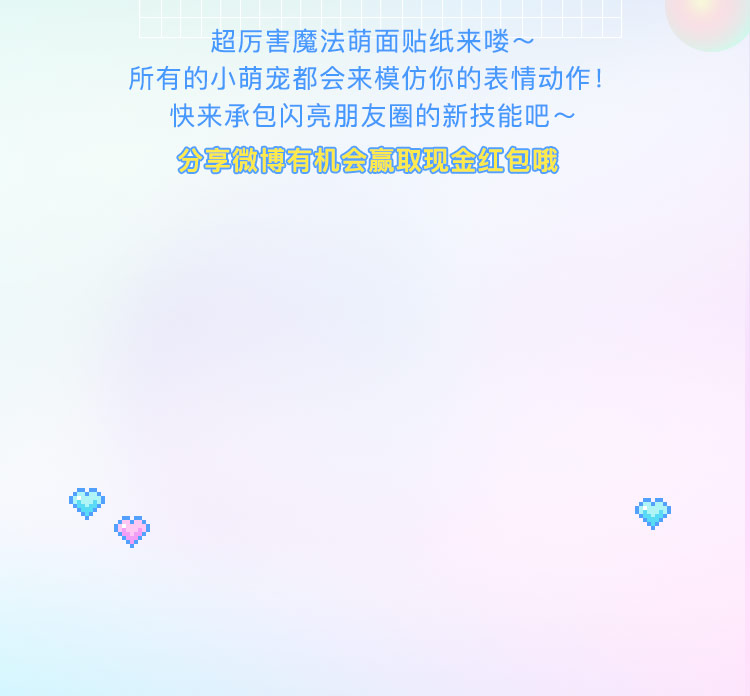 超厉害魔法萌面贴纸来喽～
所有的小萌宠都会来模仿你的表情动作！
快来承包闪亮朋友圈的新技能吧～
分享微博有机会赢取现金红包哦